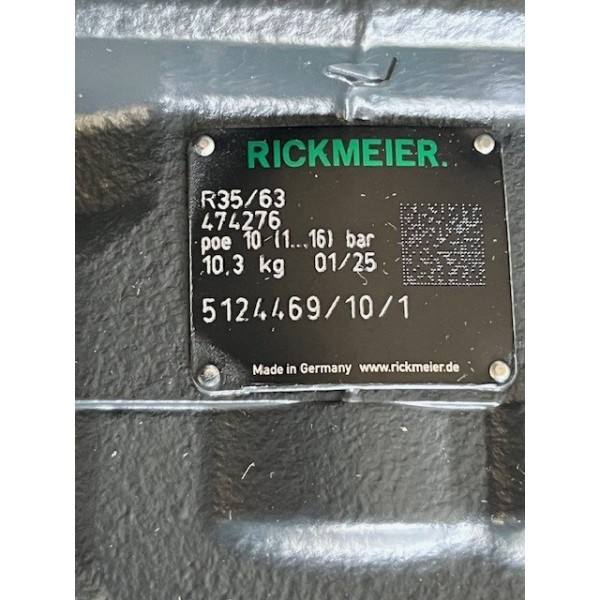 RICKMEIER.
R35/63
474276
poe 10 (1...16) bar
10.3 kg 01/25
5124469/10/1
Made in Germany www.rickmeier.de